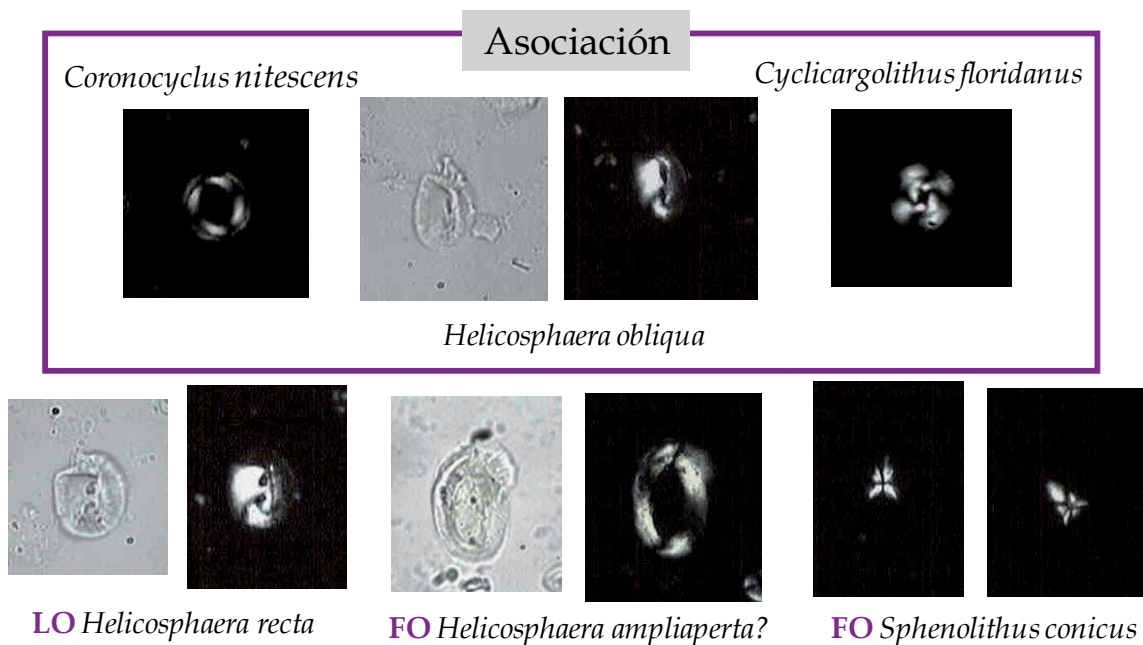 Asociación
Coronocyclus nitescens
Cyclicargolithus floridanus
Helicosphaera obliqua
LO Helicosphaera recta
FO Helicosphaera ampliaperta?
FO Sphenolithus conicus